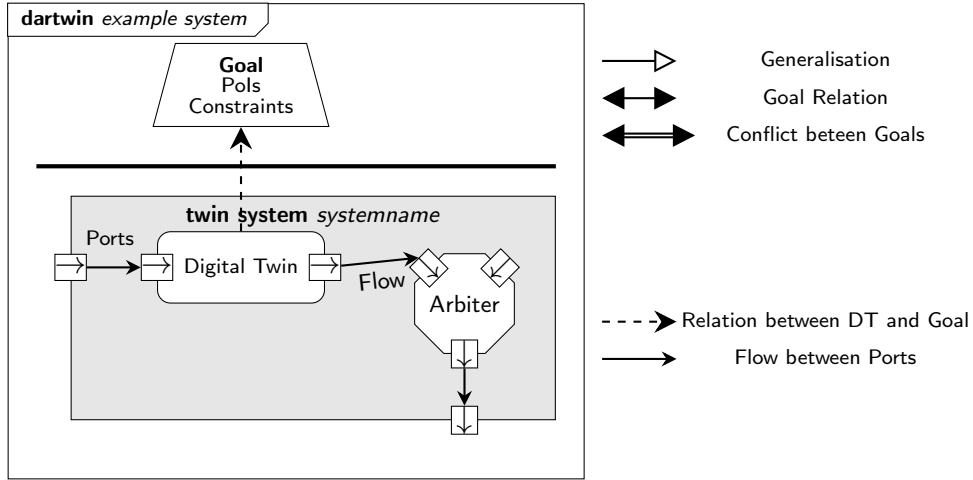 dartwin example system
Goal
PoIs
Constraints
Generalisation
Goal Relation
Conflict beteen Goals
twin system systemname
Ports
Digital Twin
Flow
Arbiter
Relation between DT and Goal
Flow between Ports